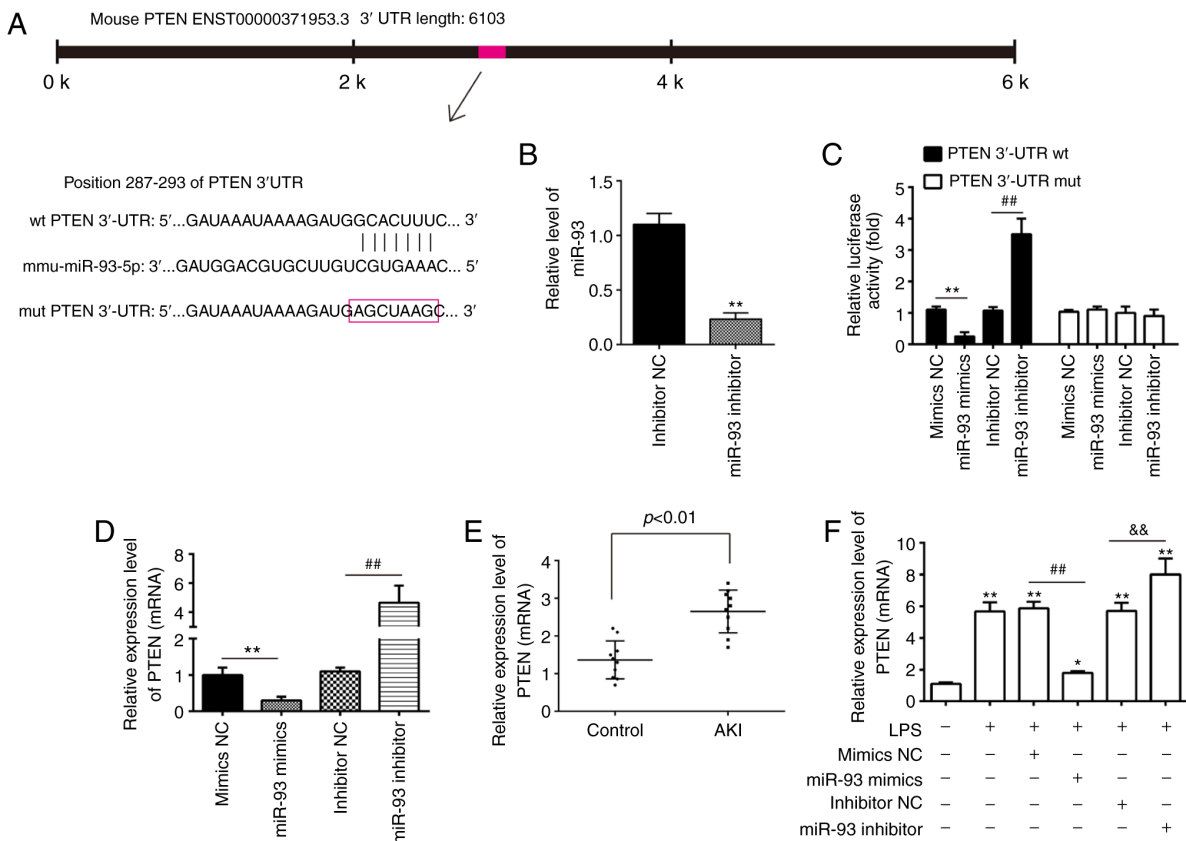 A
Mouse PTEN ENST00000371953.3 3′ UTR length: 6103
0 k 2 k 4 k 6 k
Position 287-293 of PTEN 3′UTR
wt PTEN 3′-UTR: 5′...GAUAAAUAAAAGAUGGCACUUUC... 3′
mmu-miR-93-5p: 3′...GAUGGACGUGCUUGUCGUGAAAC... 5′
mut PTEN 3′-UTR: 5′...GAUAAAUAAAAGAUGAGCUAAGC... 3′
B
Relative level of
miR-93
1.5
1.0
0.5
0.0
**
Inhibitor NC
miR-93 inhibitor
C
PTEN 3′-UTR wt
PTEN 3′-UTR mut
Relative luciferase
activity (fold)
5
4
3
2
1
0
**
##
Mimics NC
miR-93 mimics
Inhibitor NC
miR-93 inhibitor
Mimics NC
miR-93 mimics
Inhibitor NC
miR-93 inhibitor
D
Relative expression level
of PTEN (mRNA)
8
6
4
2
1
0
**
##
Mimics NC
miR-93 mimics
Inhibitor NC
miR-93 inhibitor
E
Relative expression level of
PTEN (mRNA)
p<0.01
4
3
2
1
0
Control AKI
F
Relative expression level of
PTEN (mRNA)
10
8
6
4
2
0
**
**
##
*
**
&&
**
LPS − + + + + +
Mimics NC − − + − − −
miR-93 mimics − − − + − −
Inhibitor NC − − − − + −
miR-93 inhibitor − − − − − +